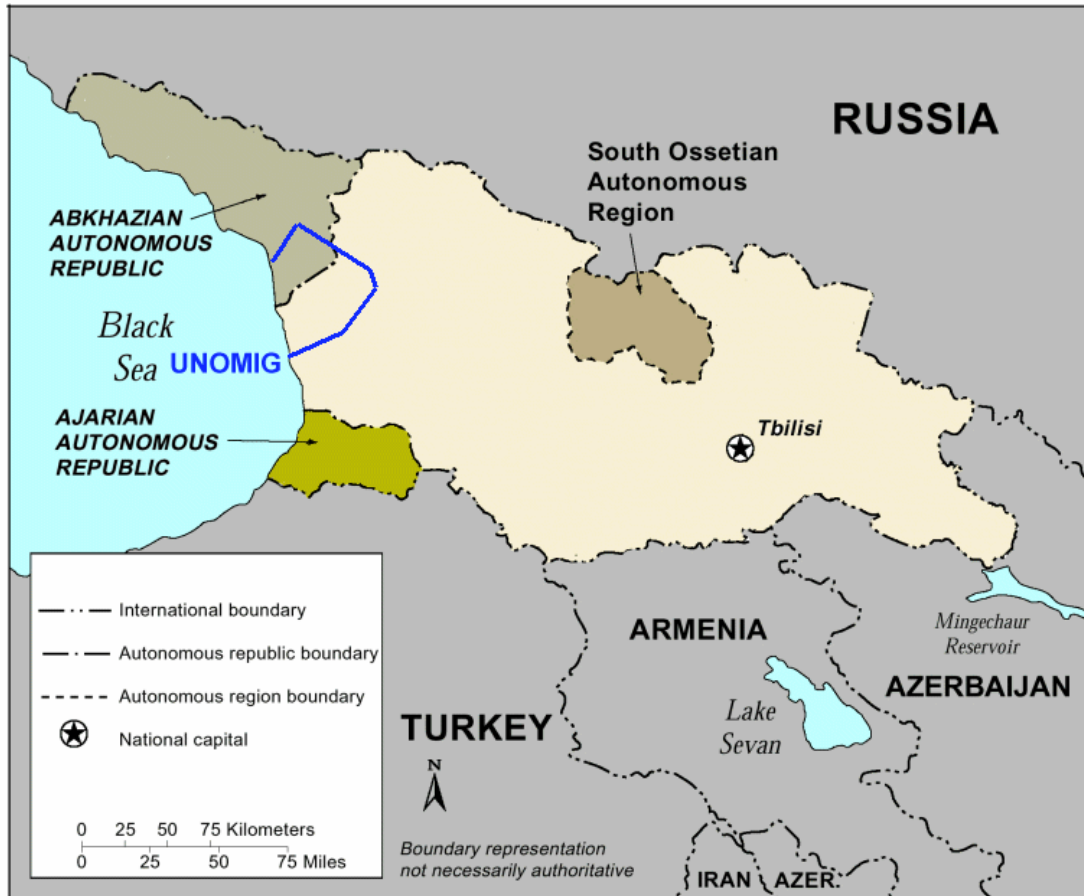 RUSSIA
South Ossetian
Autonomous
Region
ABKHAZIAN
AUTONOMOUS
REPUBLIC
Black
Sea
UNOMIG
AJARIAN
AUTONOMOUS
REPUBLIC
Tbilisi
International boundary
Autonomous republic boundary
Autonomous region boundary
National capital
0 25 50 75 Kilometers
0 25 50 75 Miles
ARMENIA
Mingechaur
Reservoir
AZERBAIJAN
TURKEY
Lake
Sevan
N
Boundary representation
not necessarily authoritative
IRAN
AZER.